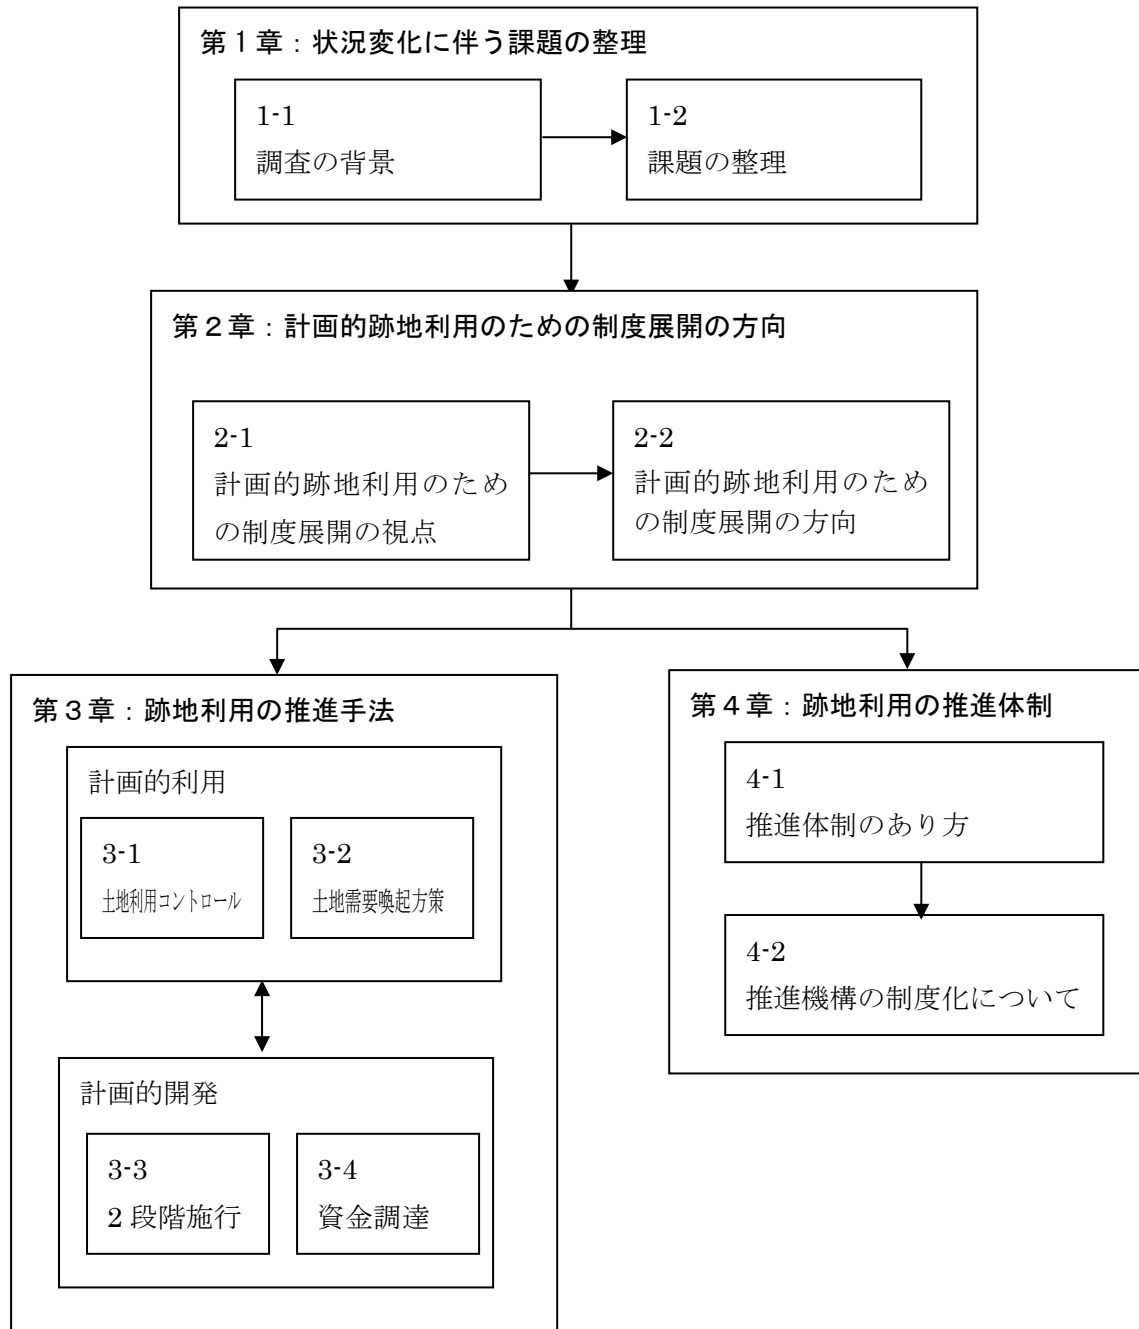 第１章：状況変化に伴う課題の整理
1-1
調査の背景
1-2
課題の整理
第２章：計画的跡地利用のための制度展開の方向
2-1
計画的跡地利用のため
の制度展開の視点
2-2
計画的跡地利用のため
の制度展開の方向
第３章：跡地利用の推進手法
計画的利用
3-1
土地利用コントロール
3-2
土地需要喚起方策
計画的開発
3-3
2 段階施行
3-4
資金調達
第４章：跡地利用の推進体制
4-1
推進体制のあり方
4-2
推進機構の制度化について